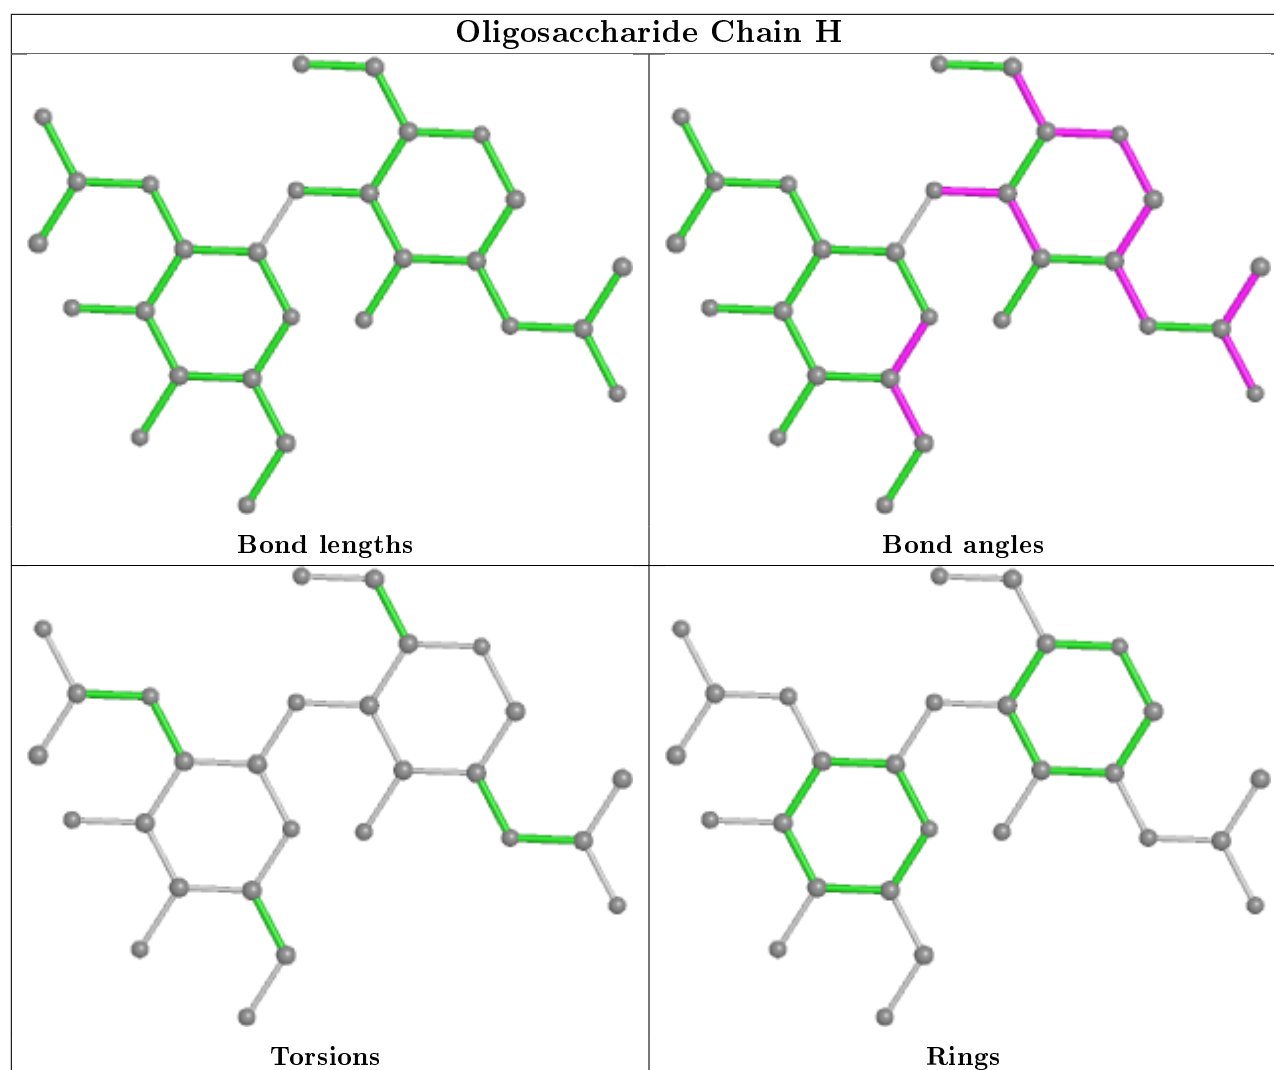 Oligosaccharide Chain H
Bond lengths
Bond angles
Torsions
Rings